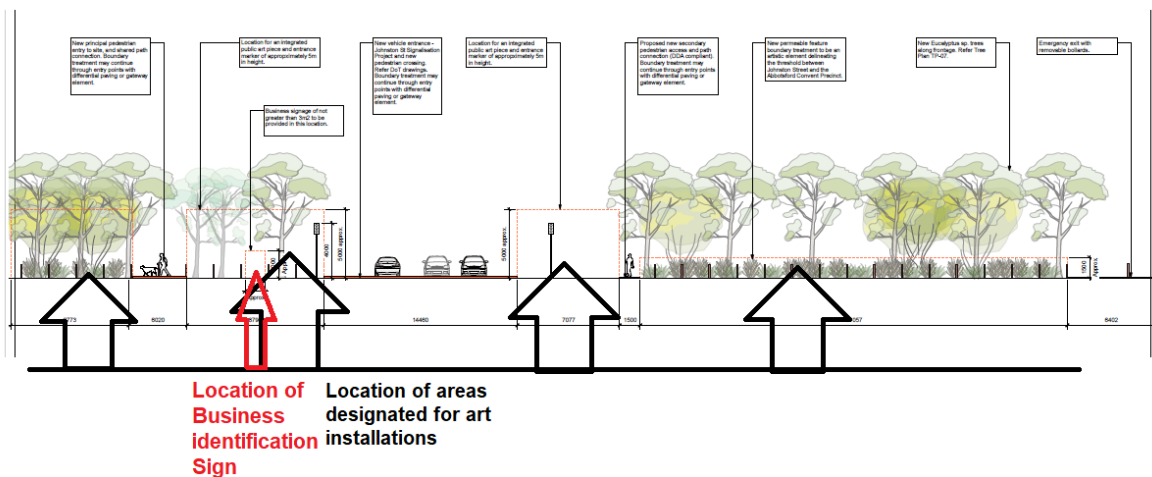 New principal pedestrian
entry to site, and shared path
connection. Boundary
treatment may continue
through entry points with
differential paving or gateway
element.
Location for an integrated
public art piece and entrance
marker of approximately 5m
in height.
Business signage of not
greater than 3m2 to be
provided in this location.
New vehicle entrance -
Johnston St Signalisation
Project and new
pedestrian crossing.
Refer DoT drawings.
Boundary treatment may
continue through entry
points with differential
paving or gateway
element.
Location for an integrated
public art piece and entrance
marker of approximately 5m
in height.
Proposed new secondary
pedestrian access and path
connection (DDA compliant).
Boundary treatment may
continue through entry points
with differential paving or
gateway element.
New permeable feature
boundary treatment to be an
artistic element delineating
the threshold between
Johnston Street and the
Abbotsford Convent Precinct.
New Eucalyptus sp. trees
along frontage. Refer Tree
Plan TP-07.
Emergency exit with
removable bollards.
4000
5000 approx.
5000 approx.
1500
Approx
approx
6020
14460
7077
1500
6402
Location of
Business
identification
Sign
Location of areas
designated for art
installations